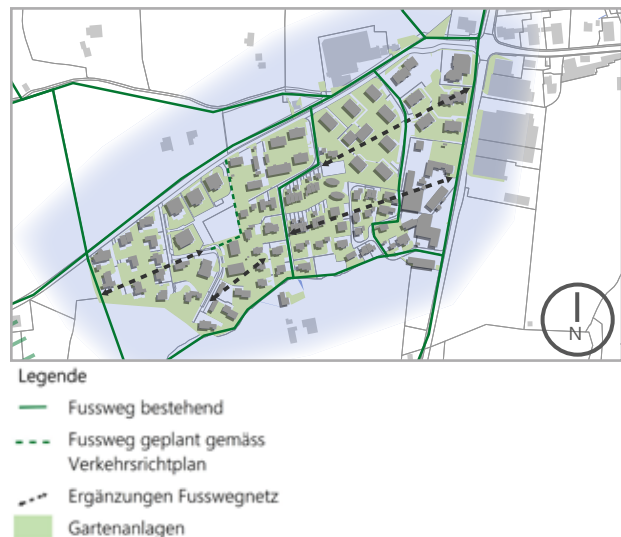 N
Legende
Fussweg bestehend
Fussweg geplant gemäss
Verkehrsrichtplan
Ergänzungen Fusswegnetz
Gartenanlagen